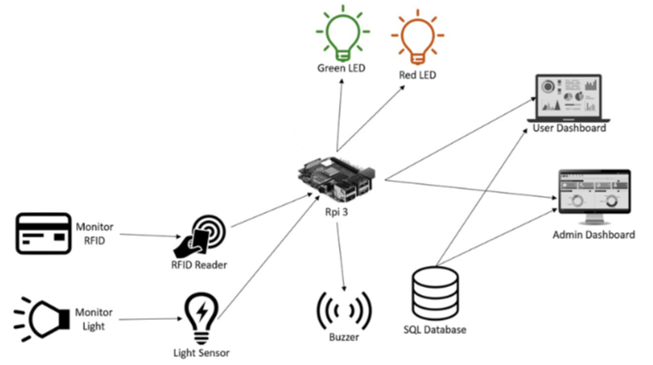 Green LED
Red LED
User Dashboard
Rpi 3
Monitor
RFID
RFID Reader
Admin Dashboard
Monitor
Light
Light Sensor
Buzzer
SQL Database